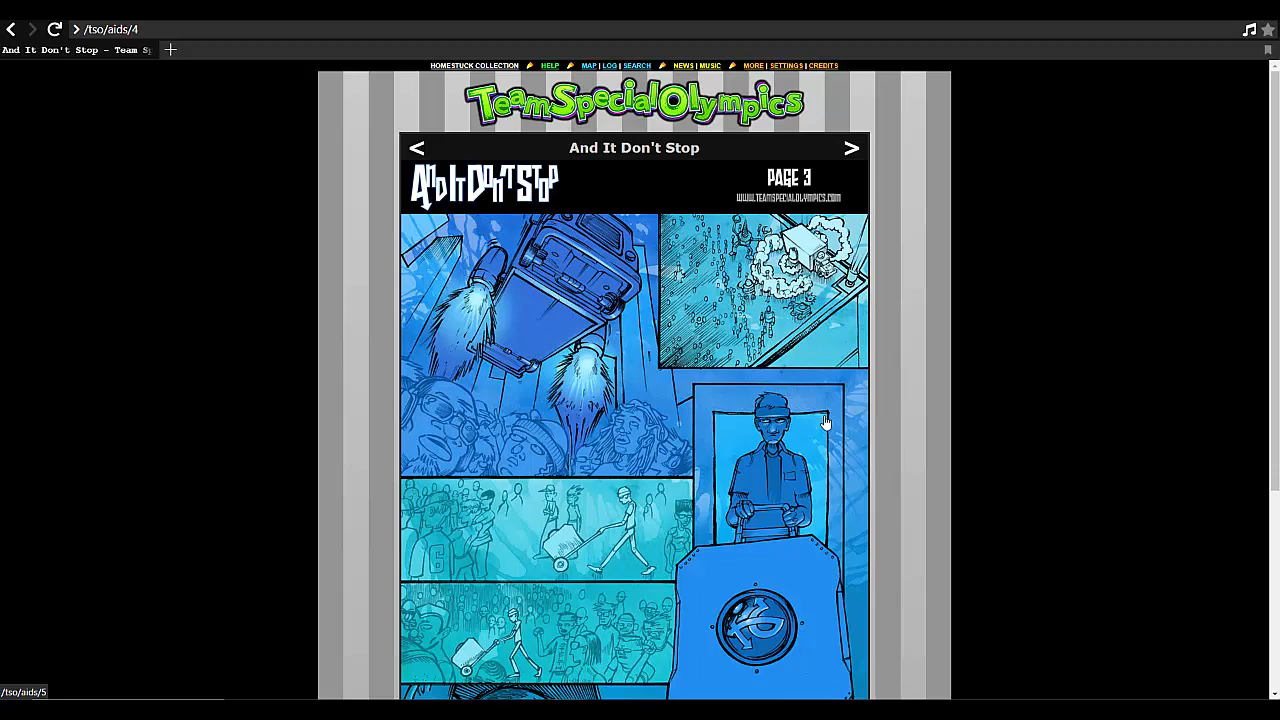 /tso/aids/4
And It Don't Stop - Team S
HOMESTUCK COLLECTION HELP MAP | LOG | SEARCH NEWS | MUSIC MORE | SETTINGS | CREDITS
TeamSpecialOlympics
< And It Don't Stop >
And It Don't Stop
PAGE 3
WWW.TEAMSPECIALOLYMPICS.COM
6
/tso/aids/5